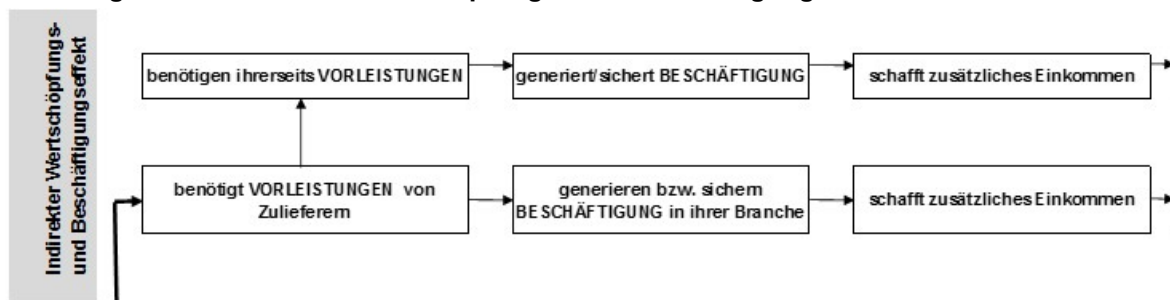 Indirekter Wertschöpfungs-
und Beschäftigungseffekt
benötigen ihrerseits VORLEISTUNGEN
generiert/sichert BESCHÄFTIGUNG
schafft zusätzliches Einkommen
benötigt VORLEISTUNGEN von
Zulieferern
generieren bzw. sichern
BESCHÄFTIGUNG in ihrer Branche
schafft zusätzliches Einkommen